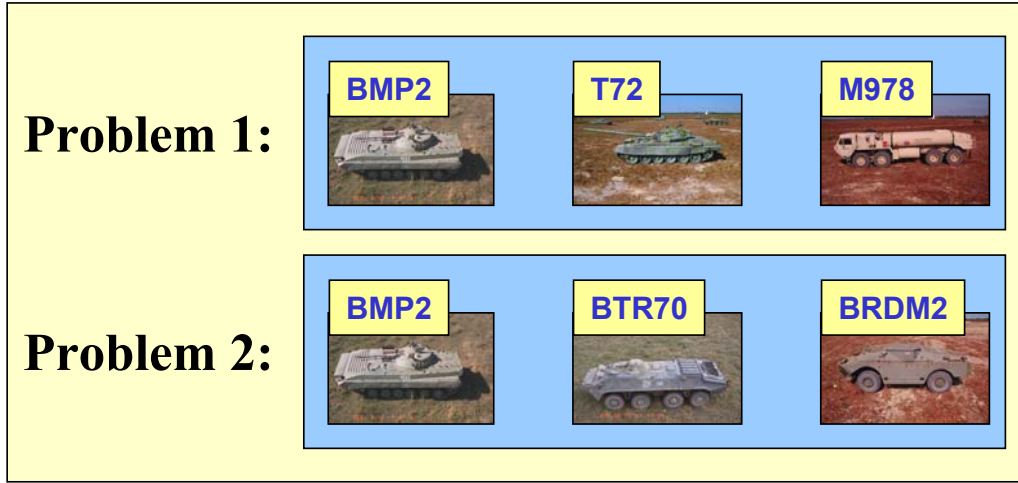 BMP2
T72
M978
Problem 1:
BMP2
BTR70
BRDM2
Problem 2: